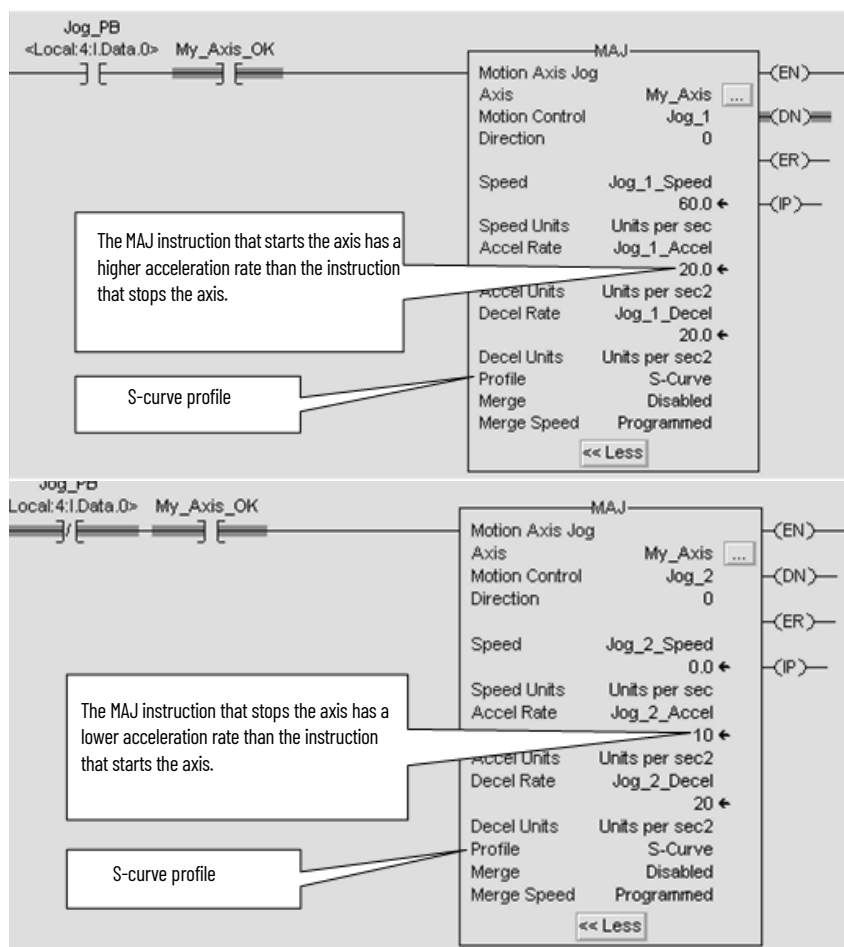 Jog_PB
<Local:4:I.Data.0> My_Axis_OK
MAJ
Motion Axis Jog
Axis My_Axis ...
Motion Control Jog_1
Direction 0
Speed Jog_1_Speed
60.0
Speed Units Units per sec
Accel Rate Jog_1_Accel
20.0
Accel Units Units per sec2
Decel Rate Jog_1_Decel
20.0
Decel Units Units per sec2
Profile S-Curve
Merge Disabled
Merge Speed Programmed
<< Less
(EN)
(DN)
(ER)
(IP)
The MAJ instruction that starts the axis has a
higher acceleration rate than the instruction
that stops the axis.
S-curve profile
Jog_PB
Local:4:I.Data.0> My_Axis_OK
MAJ
Motion Axis Jog
Axis My_Axis ...
Motion Control Jog_2
Direction 0
Speed Jog_2_Speed
0.0
Speed Units Units per sec
Accel Rate Jog_2_Accel
10
Accel Units Units per sec2
Decel Rate Jog_2_Decel
20
Decel Units Units per sec2
Profile S-Curve
Merge Disabled
Merge Speed Programmed
<< Less
(EN)
(DN)
(ER)
(IP)
The MAJ instruction that stops the axis has a
lower acceleration rate than the instruction
that starts the axis.
S-curve profile